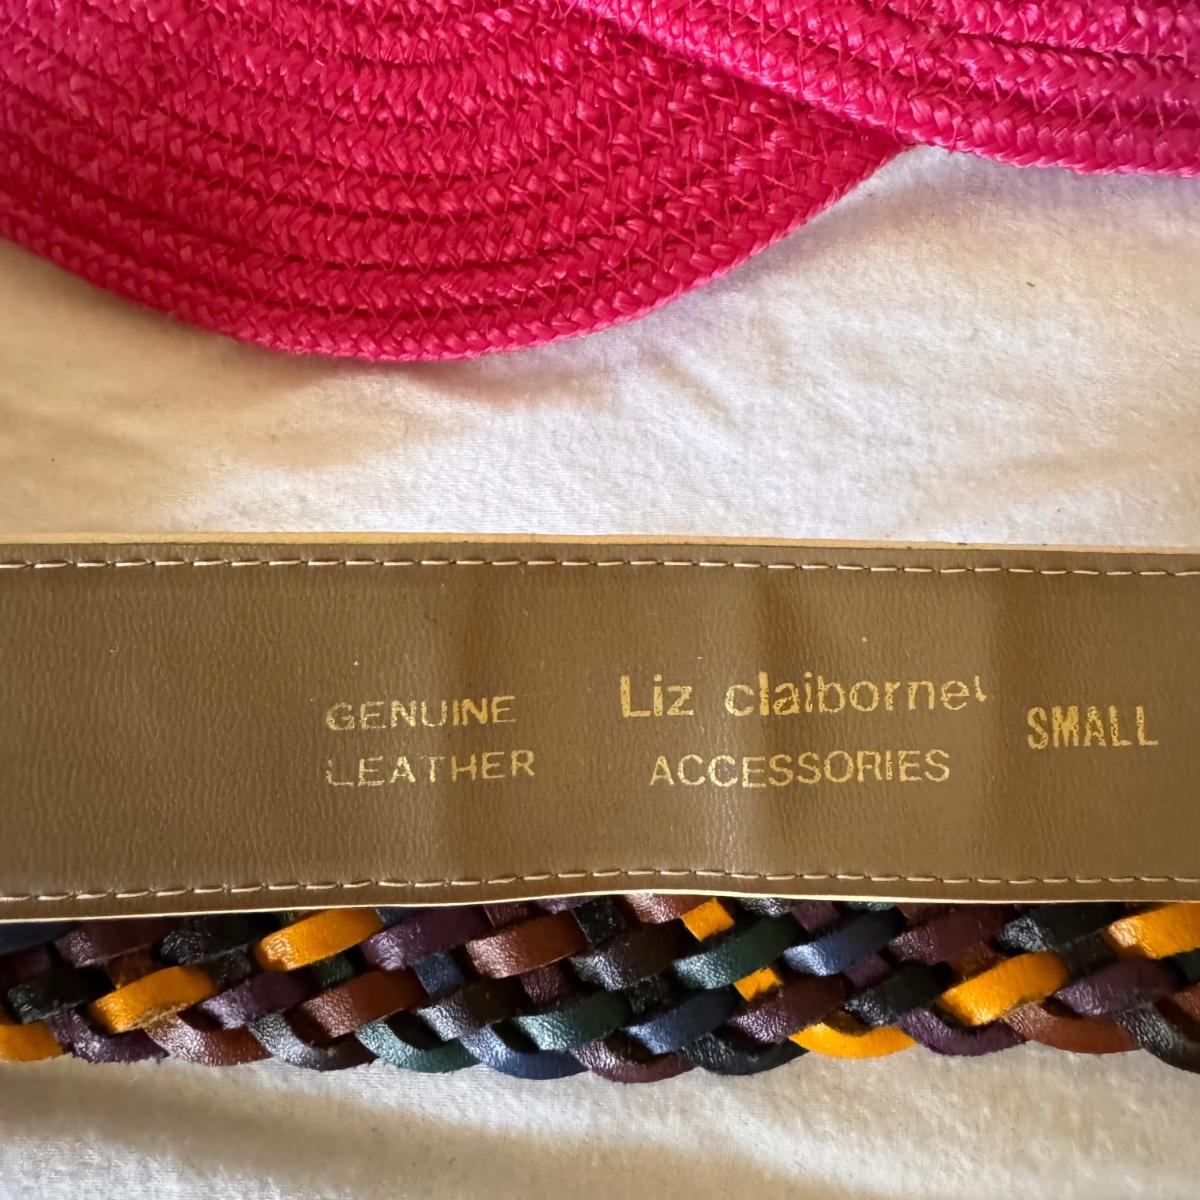 GENUINE
LEATHER
Liz claiborne
ACCESSORIES
SMALL